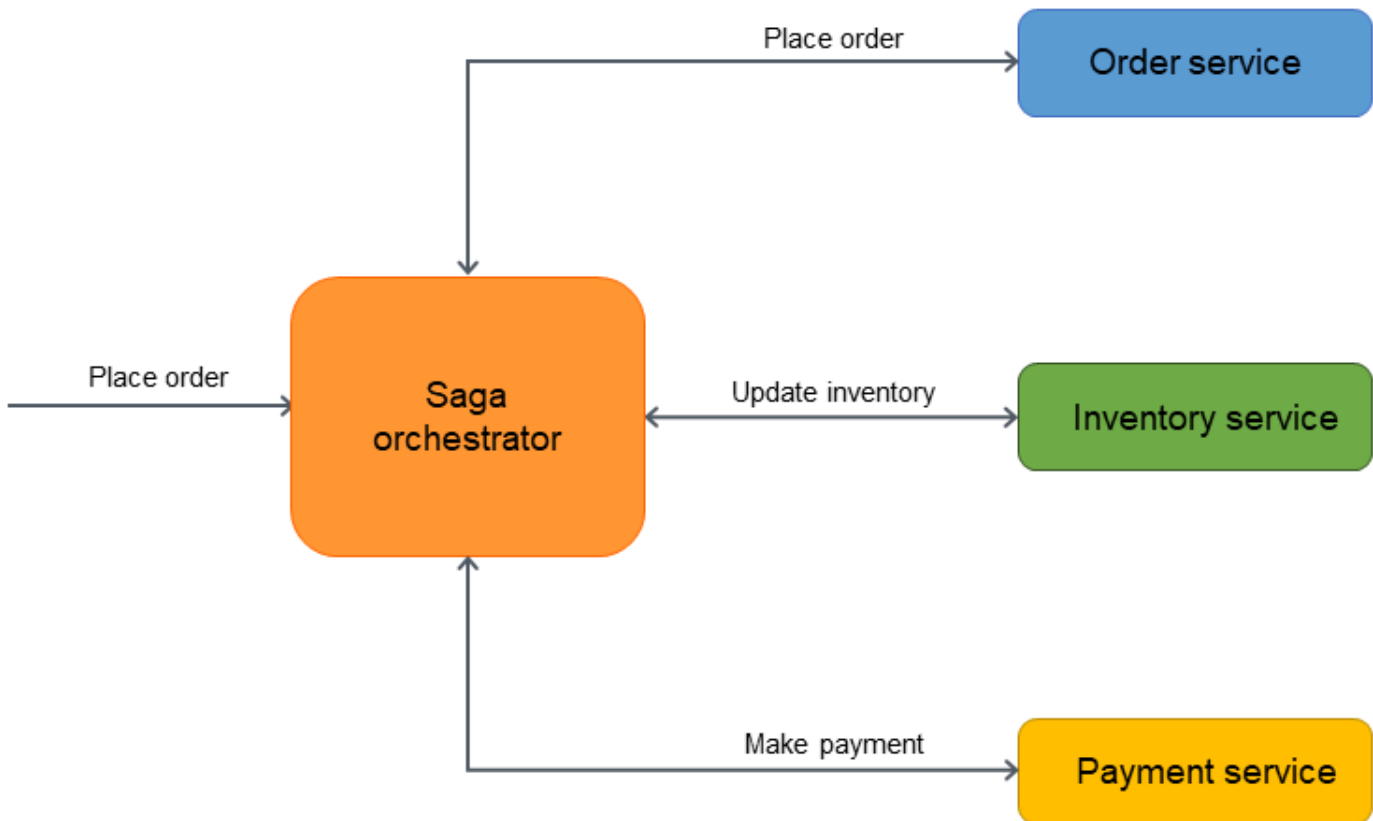 Place order
Order service
Place order
Saga
orchestrator
Update inventory
Inventory service
Make payment
Payment service